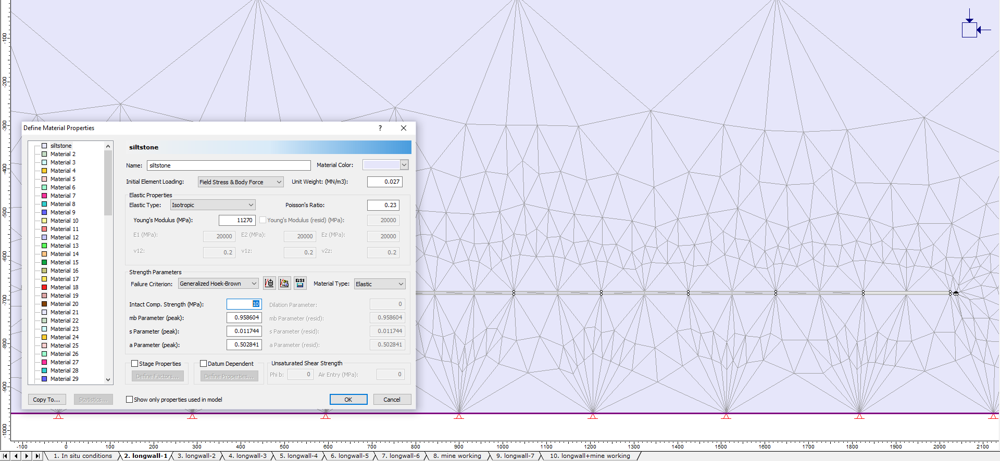 Define Material Properties
?
siltstone
Material 2
Material 3
Material 4
Material 5
Material 6
Material 7
Material 8
Material 9
Material 10
Material 11
Material 12
Material 13
Material 14
Material 15
Material 16
Material 17
Material 18
Material 19
Material 20
Material 21
Material 22
Material 23
Material 24
Material 25
Material 26
Material 27
Material 28
Material 29
Copy To...
Statistics...
siltstone
Name: siltstone Material Color:
Initial Element Loading: Field Stress & Body Force Unit Weight: (MN/m3): 0.027
Elastic Properties
Elastic Type: Isotropic Poisson's Ratio: 0.23
Young's Modulus (MPa): 11270 Young's Modulus (resid) (MPa): 20000
E1 (MPa): 20000 E2 (MPa): 20000 Ez (MPa): 20000
v12: 0.2 v1z: 0.2 v2z: 0.2
Strength Parameters
Failure Criterion: Generalized Hoek-Brown GSI Material Type: Elastic
Intact Comp. Strength (MPa): 10 Dilation Parameter: 0
mb Parameter (peak): 0.958604 mb Parameter (resid): 0.958604
s Parameter (peak): 0.011744 s Parameter (resid): 0.011744
a Parameter (peak): 0.502841 a Parameter (resid): 0.502841
Stage Properties
Define Factors...
Datum Dependent
Define Properties...
Unsaturated Shear Strength
Phi b: 0 Air Entry (MPa): 0
Show only properties used in model
OK
Cancel
-100
-200
-300
-400
-500
-600
-700
-800
-900
-1000
-100 0 100 200 300 400 500 600 700 800 900 1000 1100 1200 1300 1400 1500 1600 1700 1800 1900 2000 2100
1. In situ conditions 2. longwall-1 3. longwall-2 4. longwall-3 5. longwall-4 6. longwall-5 7. longwall-6 8. mine working 9. longwall-7 10. longwall+mine working